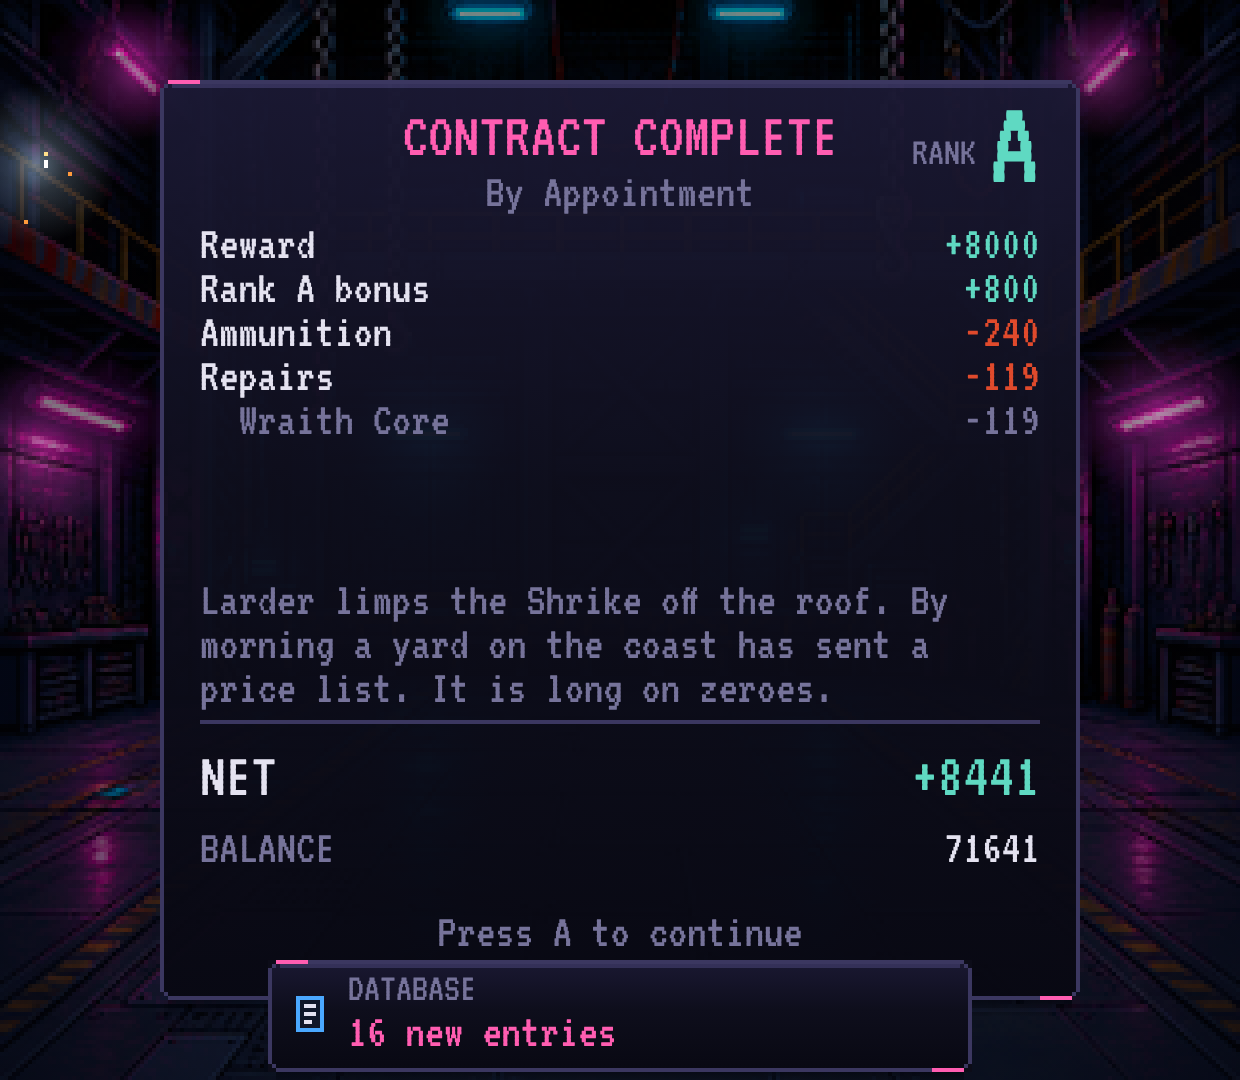 CONTRACT COMPLETE
RANK A
By Appointment
Reward +8000
Rank A bonus +800
Ammunition -240
Repairs -119
Wraith Core -119
Larder limps the Shrike off the roof. By
morning a yard on the coast has sent a
price list. It is long on zeroes.
NET +8441
BALANCE 71641
Press A to continue
DATABASE
16 new entries